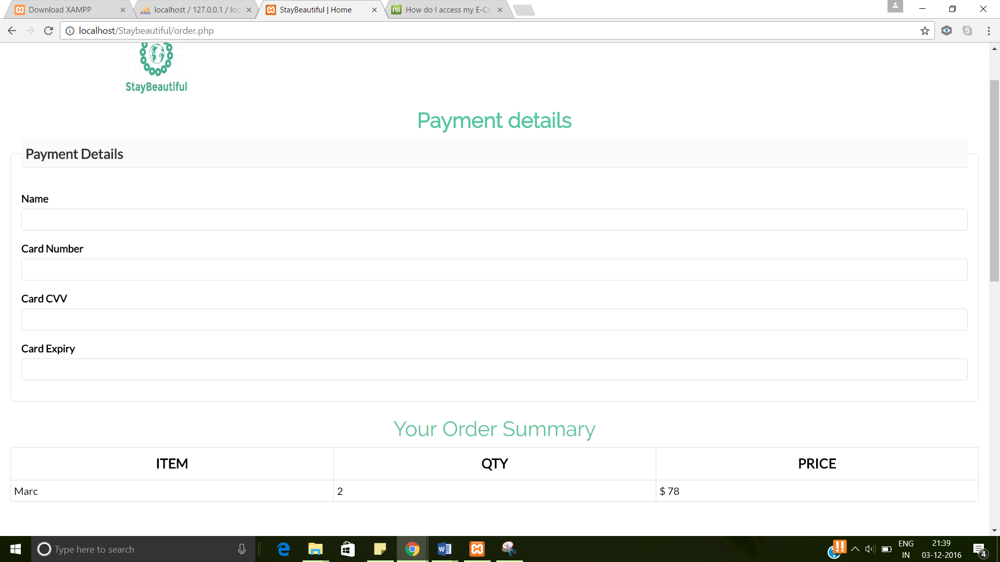 Download XAMPP
localhost / 127.0.0.1 / log
StayBeautiful | Home
How do I access my E-Co
localhost/Staybeautiful/order.php
StayBeautiful
Payment details
Payment Details
Name
Card Number
Card CVV
Card Expiry
Your Order Summary
ITEM QTY PRICE
Marc 2 $ 78
Type here to search
ENG
IN
21:39
03-12-2016
4